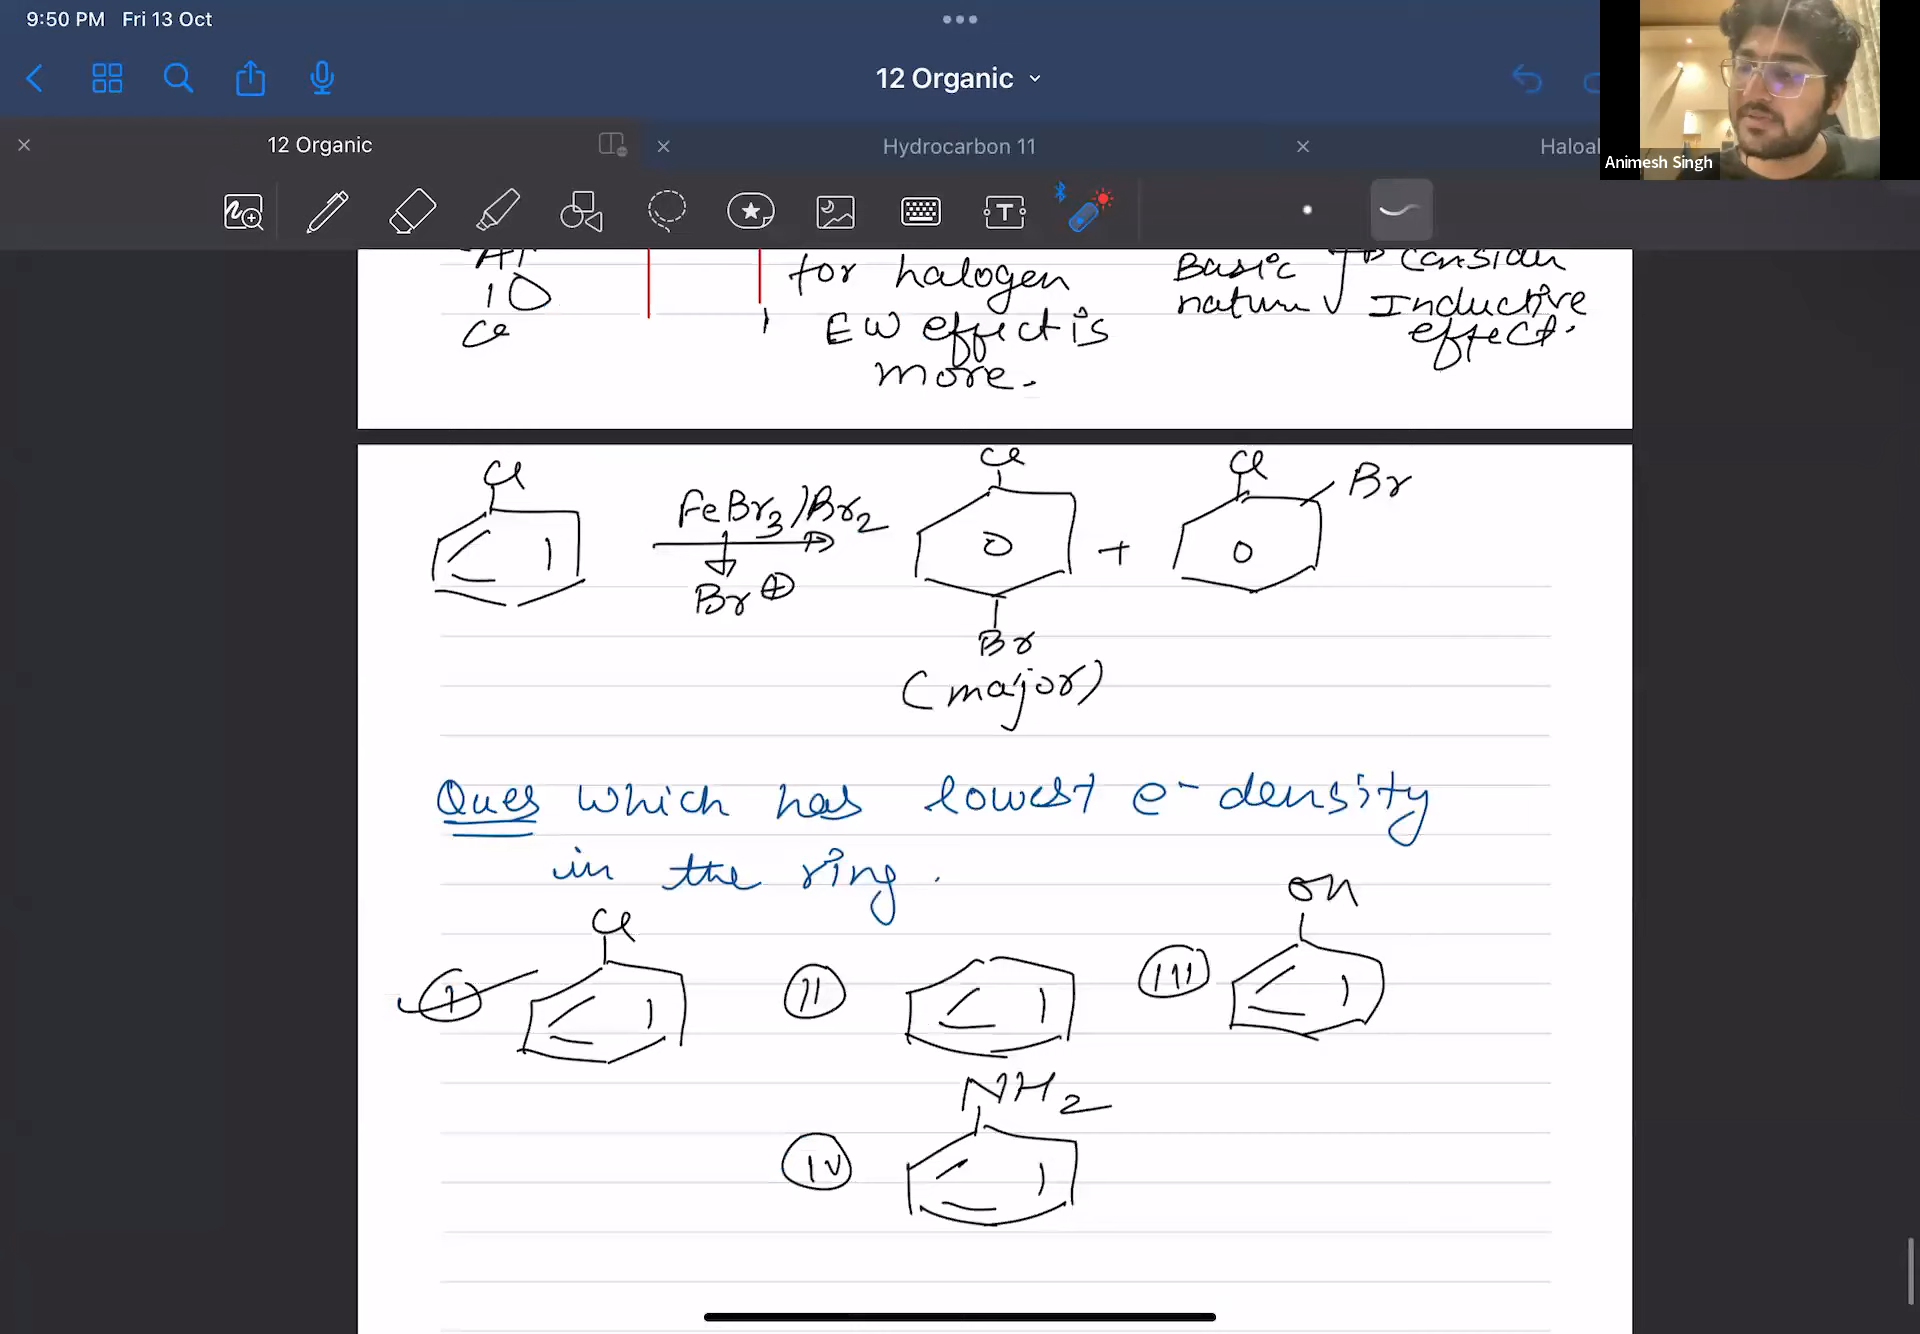 9:50 PM Fri 13 Oct
12 Organic
12 Organic
Hydrocarbon 11
Haloal
Animesh Singh
T
Cl
for halogen
EW effect is
more.
Basic
nature
Consider
Inductive
effect.
Cl
FeBr3/Br2
Br⊕
Cl
Br
(major)
+
Cl
Br
Ques which has lowest e- density
in the ring.
I
Cl
II
III
OH
IV
NH2